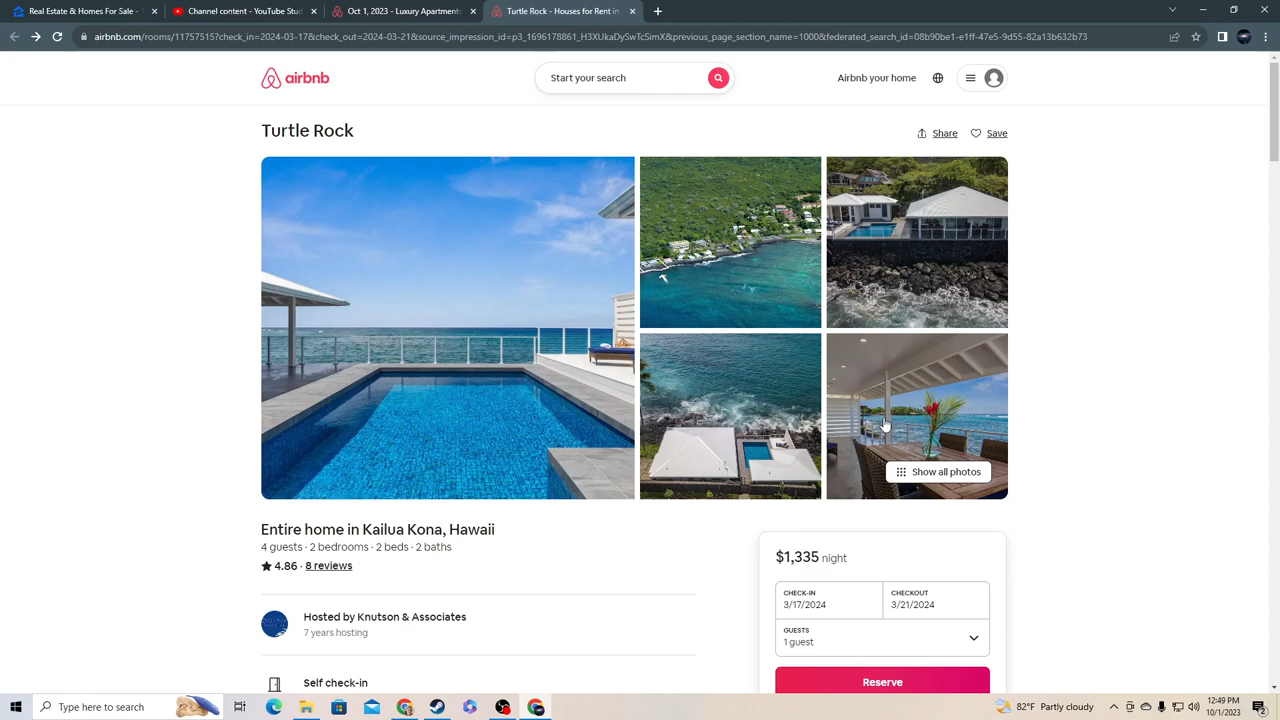 Real Estate & Homes For Sale -
Channel content - YouTube S
Oct 1, 2023 - Luxury Apartment
Turtle Rock - Houses for Rent in
airbnb.com/rooms/11757515?check_in=2024-03-17&check_out=2024-03-21&source_impression_id=p3_1696178861_H3XUkaDySwTcSimX&previous_page_section_name=1000&federated_search_id=08b90be1-e1ff-47e5-9d55-82a13b632b73
airbnb
Start your search
Airbnb your home
Turtle Rock
Share
Save
Show all photos
Entire home in Kailua Kona, Hawaii
4 guests · 2 bedrooms · 2 beds · 2 baths
4.86 · 8 reviews
$1,335 night
CHECK-IN
3/17/2024
CHECKOUT
3/21/2024
GUESTS
1 guest
Hosted by Knutson & Associates
7 years hosting
Self check-in
Reserve
Type here to search
82°F Partly cloudy
12:49 PM
10/1/2023